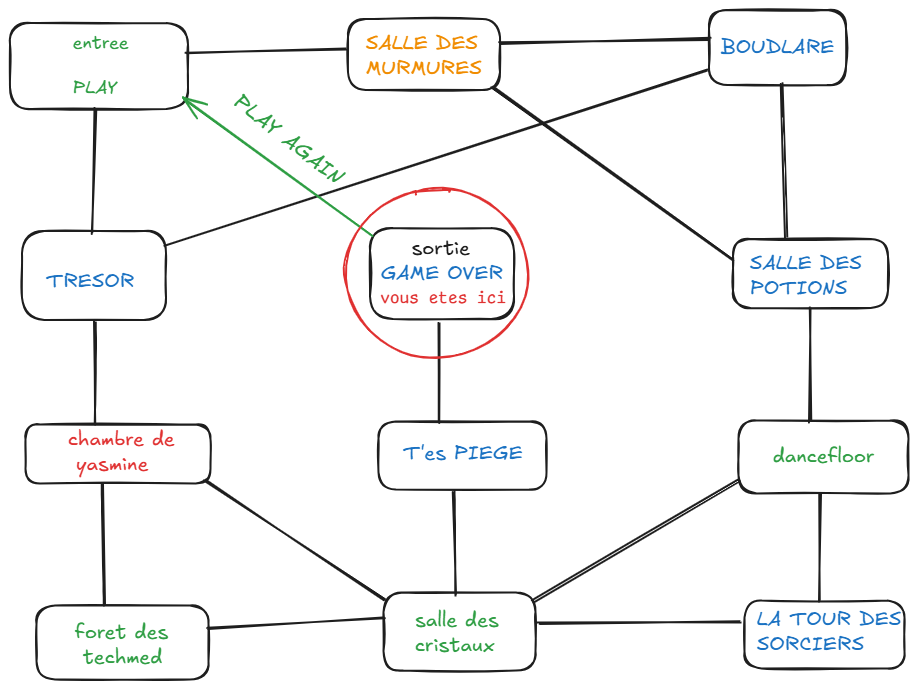 entree
PLAY
SALLE DES
MURMURES
BOUDLARE
PLAY AGAIN
TRESOR
sortie
GAME OVER
vous etes ici
SALLE DES
POTIONS
chambre de
yasmine
T'es PIEGE
dancefloor
foret des
techmed
salle des
cristaux
LA TOUR DES
SORCIERS